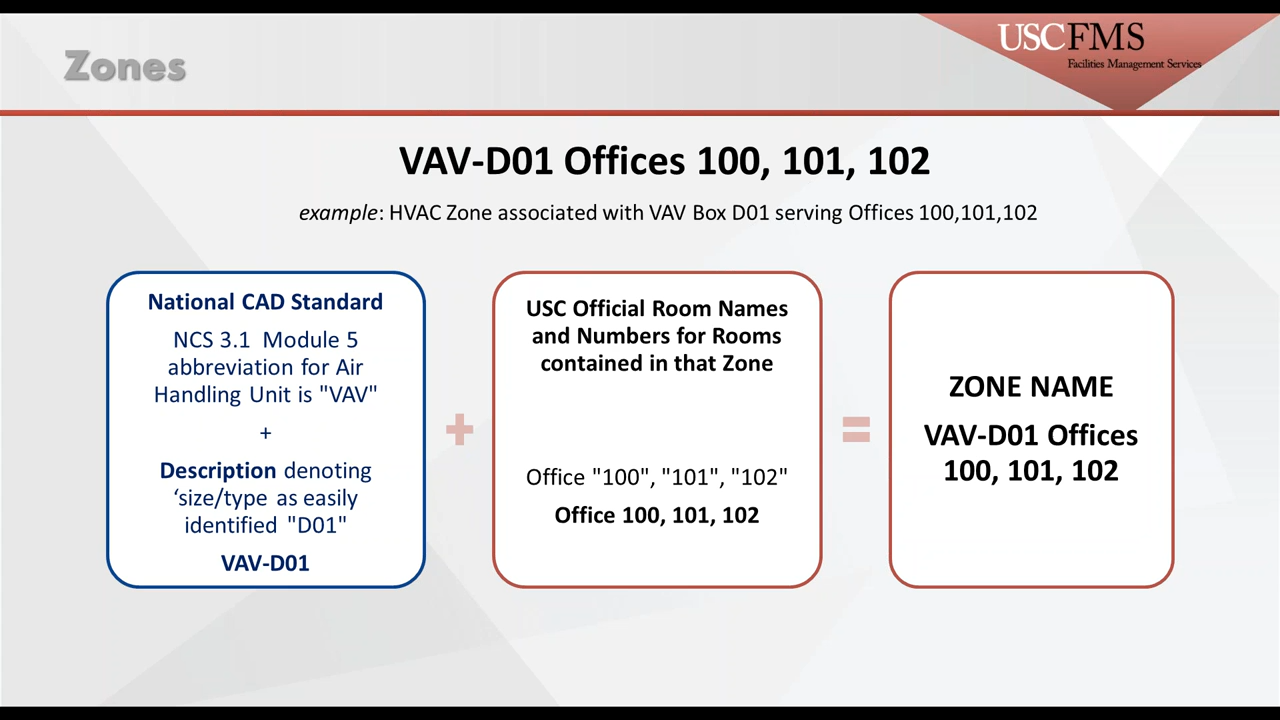 Zones
USCFMS
Facilities Management Services
VAV-D01 Offices 100, 101, 102
example: HVAC Zone associated with VAV Box D01 serving Offices 100,101,102
National CAD Standard
NCS 3.1 Module 5
abbreviation for Air
Handling Unit is "VAV"
+
Description denoting
‘size/type as easily
identified "D01"
VAV-D01
+
USC Official Room Names
and Numbers for Rooms
contained in that Zone
Office "100", "101", "102"
Office 100, 101, 102
=
ZONE NAME
VAV-D01 Offices
100, 101, 102